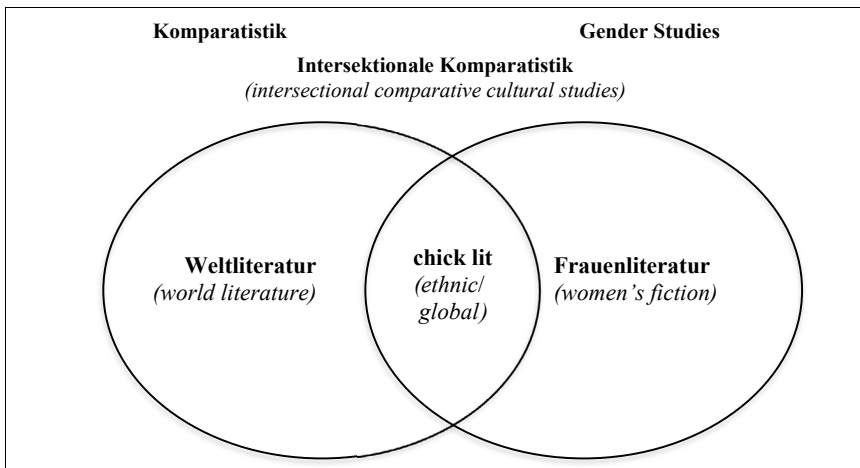 Komparatistik
Gender Studies
Intersektionale Komparatistik
(intersectional comparative cultural studies)
Weltliteratur
(world literature)
chick lit
(ethnic/
global)
Frauenliteratur
(women’s fiction)